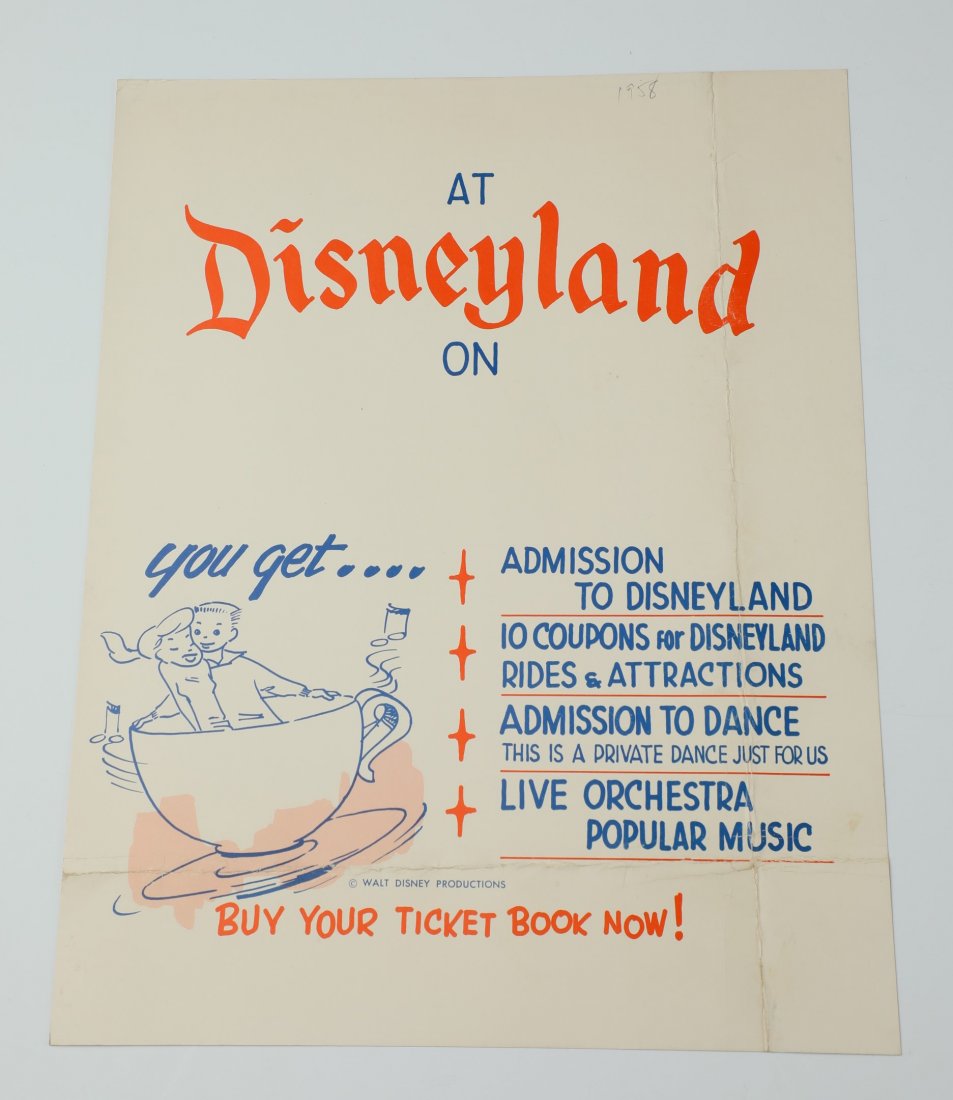 1958
AT
Disneyland
ON
you get....
ADMISSION
TO DISNEYLAND
10 COUPONS for DISNEYLAND
RIDES & ATTRACTIONS
ADMISSION TO DANCE
THIS IS A PRIVATE DANCE JUST FOR US
LIVE ORCHESTRA
POPULAR MUSIC
© WALT DISNEY PRODUCTIONS
BUY YOUR TICKET BOOK NOW!